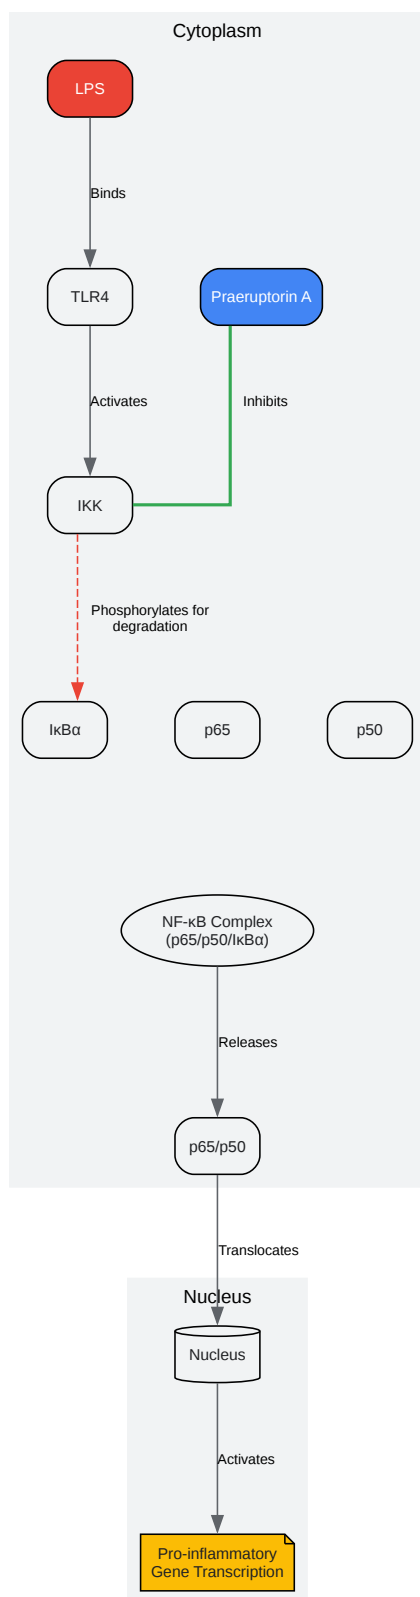 Cytoplasm
LPS
Binds
TLR4
Praeruptorin A
Activates
Inhibits
IKK
Phosphorylates for
degradation
IκBα
p65
p50
NF-κB Complex
(p65/p50/IκBα)
Releases
p65/p50
Translocates
Nucleus
Nucleus
Activates
Pro-inflammatory
Gene Transcription